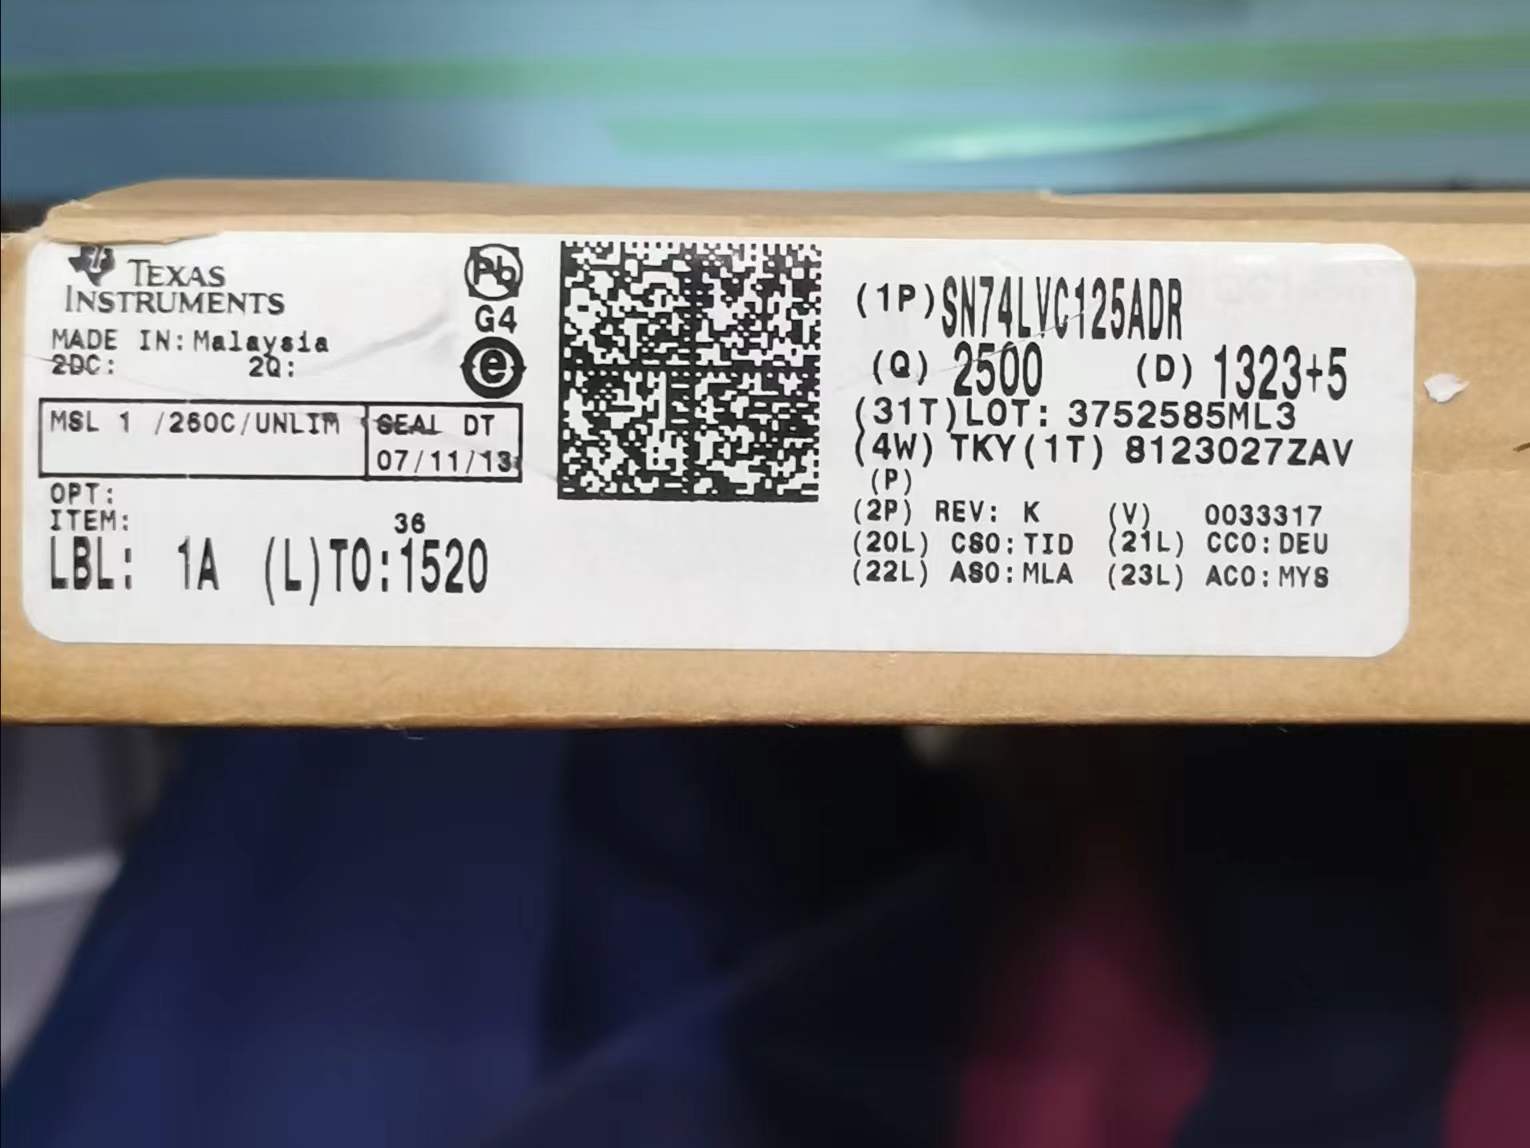 TEXAS
INSTRUMENTS
MADE IN: Malaysia
2DC: 2Q:
Pb
G4
e
MSL 1 /260C/UNLIM
SEAL DT
07/11/13
OPT:
ITEM: 36
LBL: 1A (L)TO:1520
(1P)SN74LVC125ADR
(Q) 2500 (D) 1323+5
(31T)LOT: 3752585ML3
(4W) TKY(1T) 8123027ZAV
(P)
(2P) REV: K (V) 0033317
(20L) CSO:TID (21L) CCO:DEU
(22L) ASO:MLA (23L) ACO:MYS